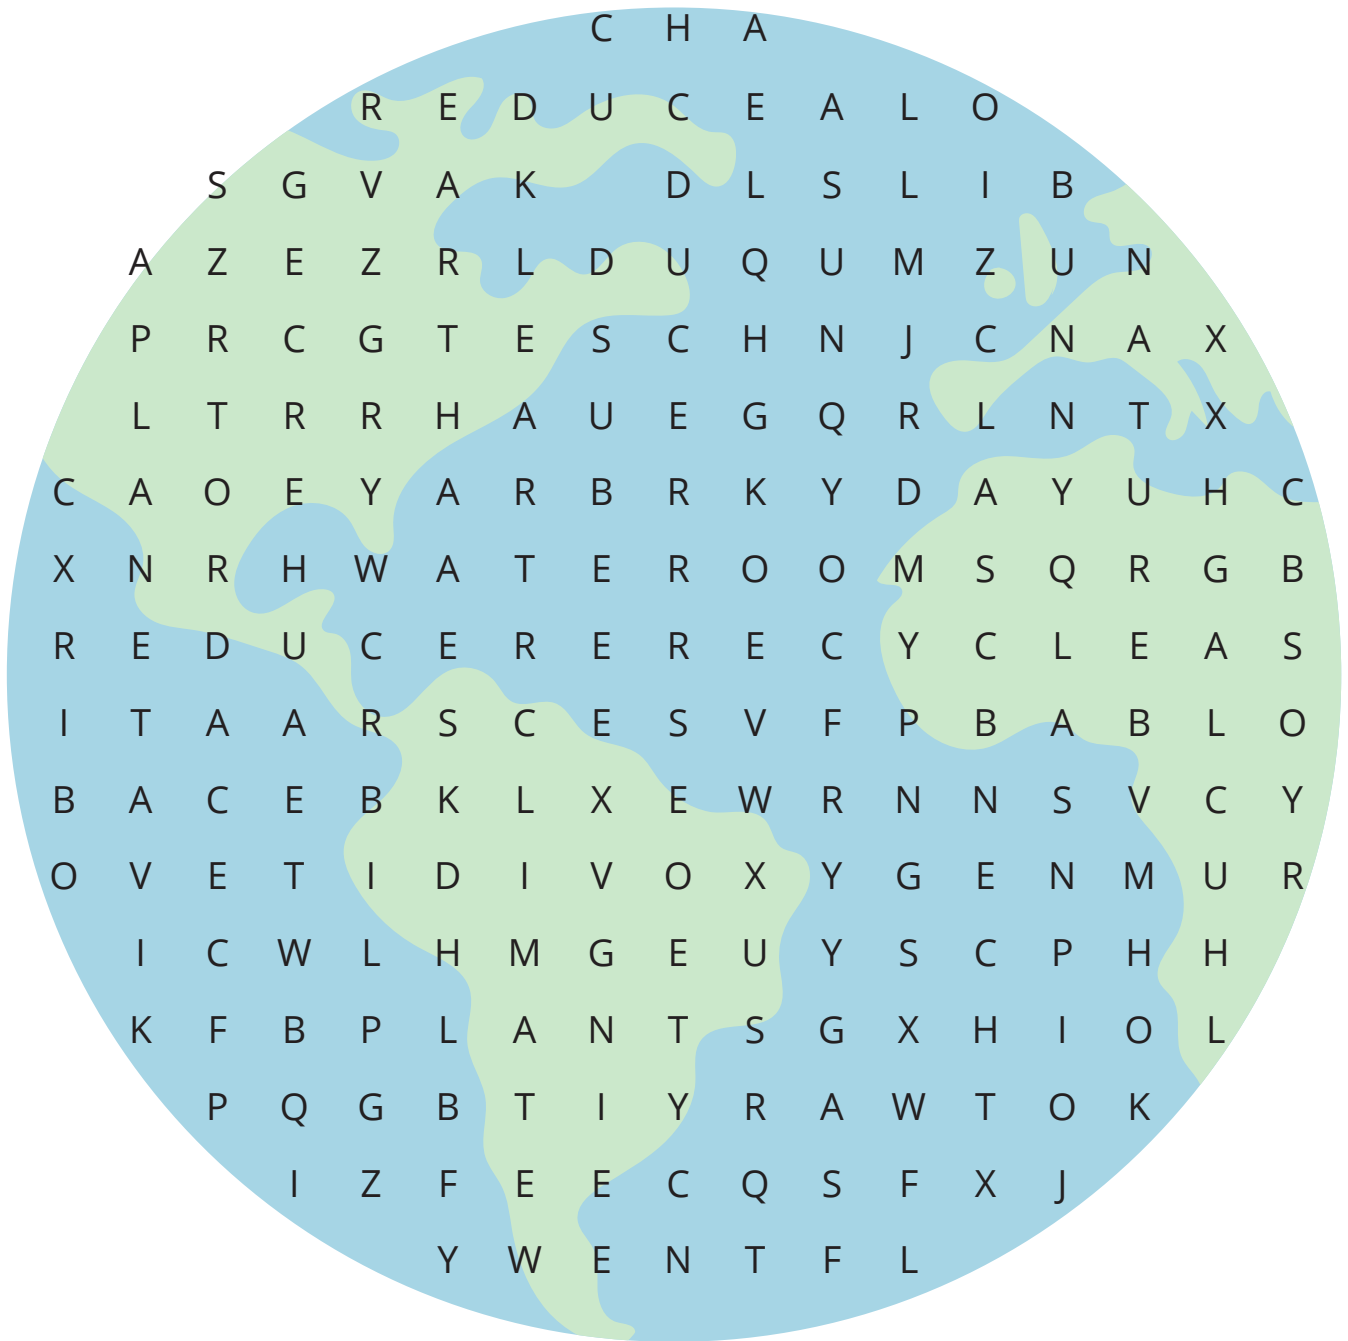 C H A
R E D U C E A L O
S G V A K D L S L I B
A Z E Z R L D U Q U M Z U N
P R C G T E S C H N J C N A X
L T R R H A U E G Q R L N T X
C A O E Y A R B R K Y D A Y U H C
X N R H W A T E R O O M S Q R G B
R E D U C E R E R E C Y C L E A S
I T A A R S C E S V F P B A B L O
B A C E B K L X E W R N N S V C Y
O V E T I D I V O X Y G E N M U R
I C W L H M G E U Y S C P H H
K F B P L A N T S G X H I O L
P Q G B T I Y R A W T O K
I Z F E E C Q S F X J
Y W E N T F L